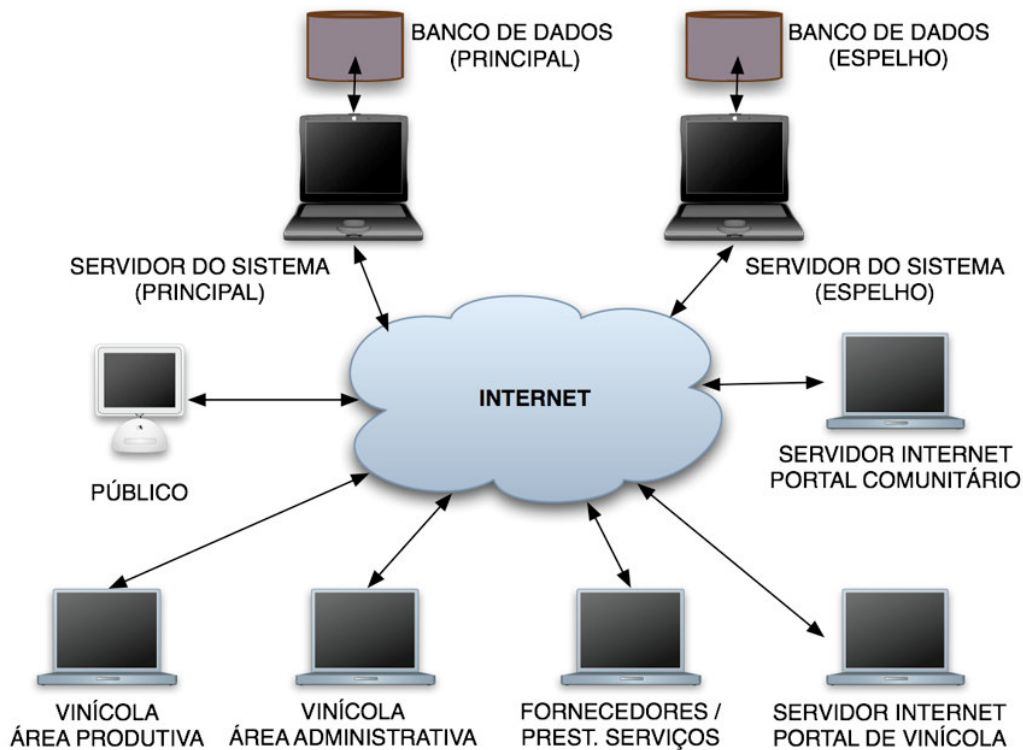 BANCO DE DADOS
(PRINCIPAL)
BANCO DE DADOS
(ESPELHO)
SERVIDOR DO SISTEMA
(PRINCIPAL)
SERVIDOR DO SISTEMA
(ESPELHO)
INTERNET
PÚBLICO
SERVIDOR INTERNET
PORTAL COMUNITÁRIO
VINÍCOLA
ÁREA PRODUTIVA
VINÍCOLA
ÁREA ADMINISTRATIVA
FORNECEDORES /
PREST. SERVIÇOS
SERVIDOR INTERNET
PORTAL DE VINÍCOLA